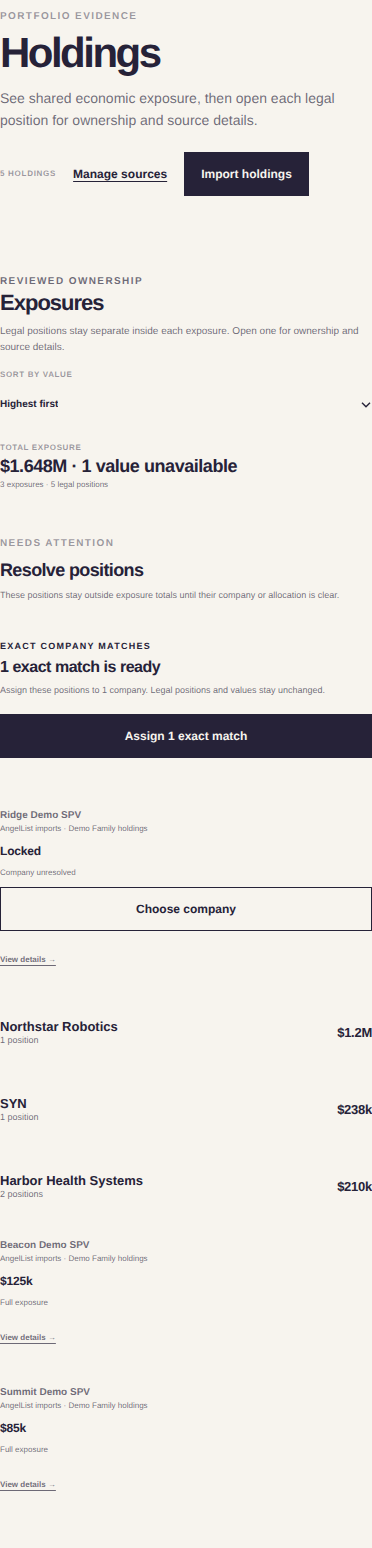 PORTFOLIO EVIDENCE
Holdings
See shared economic exposure, then open each legal
position for ownership and source details.
5 HOLDINGS Manage sources Import holdings
REVIEWED OWNERSHIP
Exposures
Legal positions stay separate inside each exposure. Open one for ownership and
source details.
SORT BY VALUE
Highest first
TOTAL EXPOSURE
$1.648M · 1 value unavailable
3 exposures · 5 legal positions
NEEDS ATTENTION
Resolve positions
These positions stay outside exposure totals until their company or allocation is clear.
EXACT COMPANY MATCHES
1 exact match is ready
Assign these positions to 1 company. Legal positions and values stay unchanged.
Assign 1 exact match
Ridge Demo SPV
AngelList imports · Demo Family holdings
Locked
Company unresolved
Choose company
View details →
Northstar Robotics
1 position
$1.2M
SYN
1 position
$238k
Harbor Health Systems
2 positions
$210k
Beacon Demo SPV
AngelList imports · Demo Family holdings
$125k
Full exposure
View details →
Summit Demo SPV
AngelList imports · Demo Family holdings
$85k
Full exposure
View details →